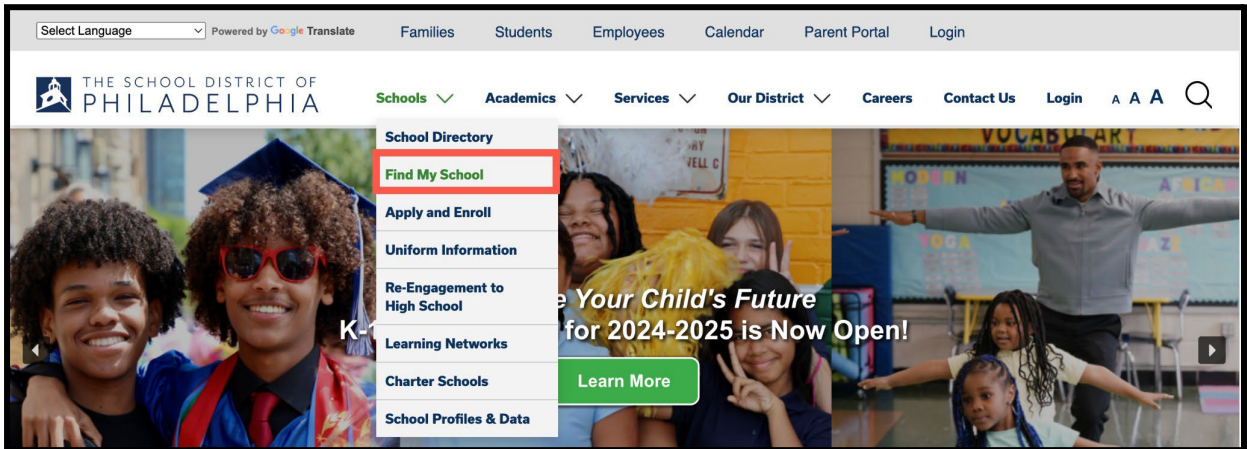 Select Language Powered by Google Translate Families Students Employees Calendar Parent Portal Login
THE SCHOOL DISTRICT OF
PHILADELPHIA
Schools Academics Services Our District Careers Contact Us Login A A A
School Directory
Find My School
Apply and Enroll
Uniform Information
Re-Engagement to
High School
Learning Networks
Charter Schools
School Profiles & Data
Your Child's Future
for 2024-2025 is Now Open!
Learn More
VOCABULARY
MODERN
YOGA